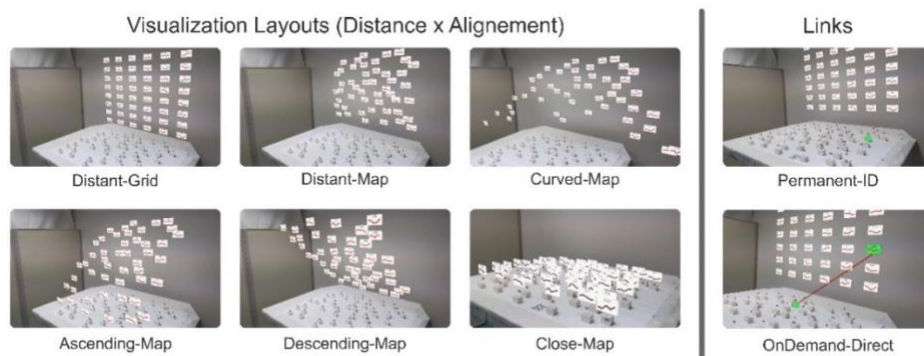 Visualization Layouts (Distance x Alignement)
Links
Distant-Grid
Distant-Map
Curved-Map
Permanent-ID
Ascending-Map
Descending-Map
Close-Map
OnDemand-Direct